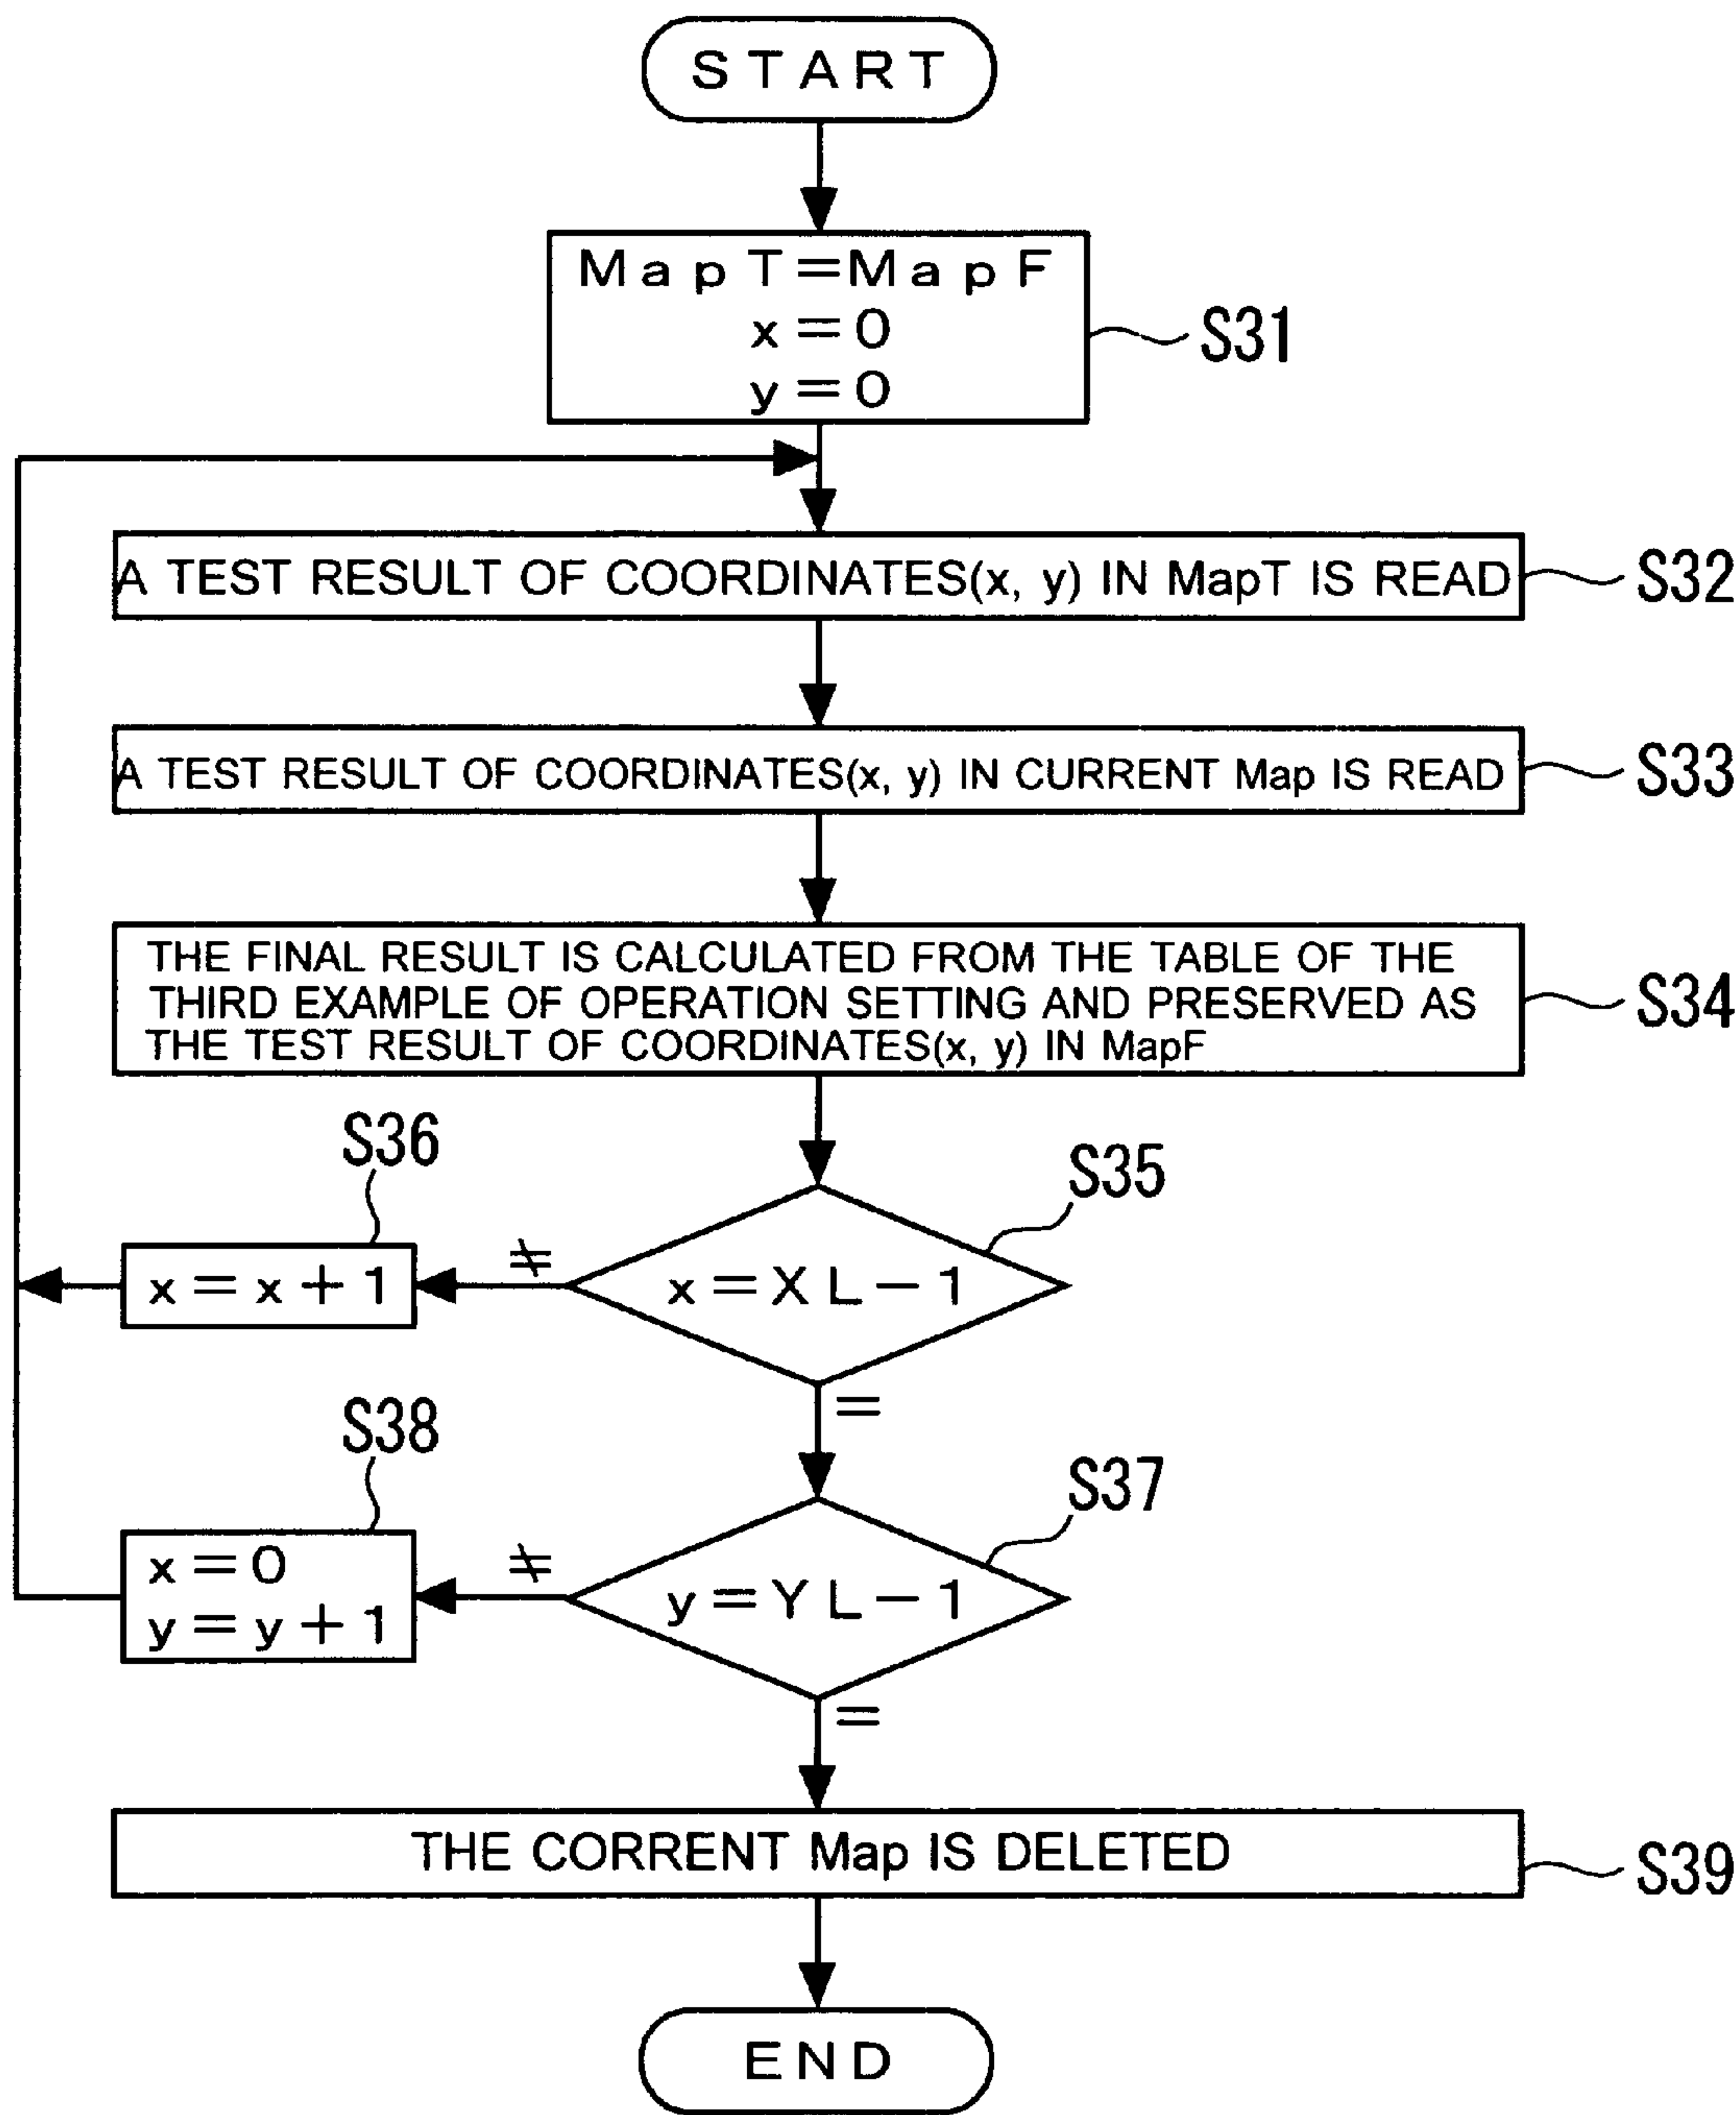 START
MapT=MapF
x=0
y=0
S31
A TEST RESULT OF COORDINATES(x, y) IN MapT IS READ
S32
A TEST RESULT OF COORDINATES(x, y) IN CURRENT Map IS READ
S33
THE FINAL RESULT IS CALCULATED FROM THE TABLE OF THE
THIRD EXAMPLE OF OPERATION SETTING AND PRESERVED AS
THE TEST RESULT OF COORDINATES(x, y) IN MapF
S34
S36
S35
x=x+1
≠
x=XL-1
=
S38
S37
x=0
y=y+1
≠
y=YL-1
=
THE CORRENT Map IS DELETED
S39
END